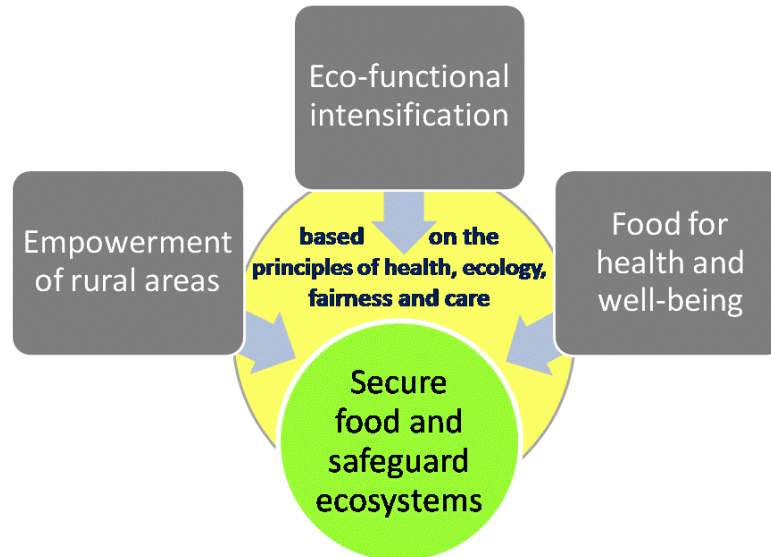 Eco-functional
intensification
Empowerment
of rural areas
Food for
health and
well-being
based on the
principles of health, ecology,
fairness and care
Secure
food and
safeguard
ecosystems